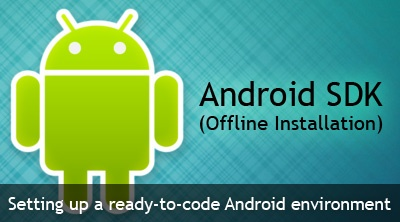 Android SDK
(Offline Installation)
Setting up a ready-to-code Android environment